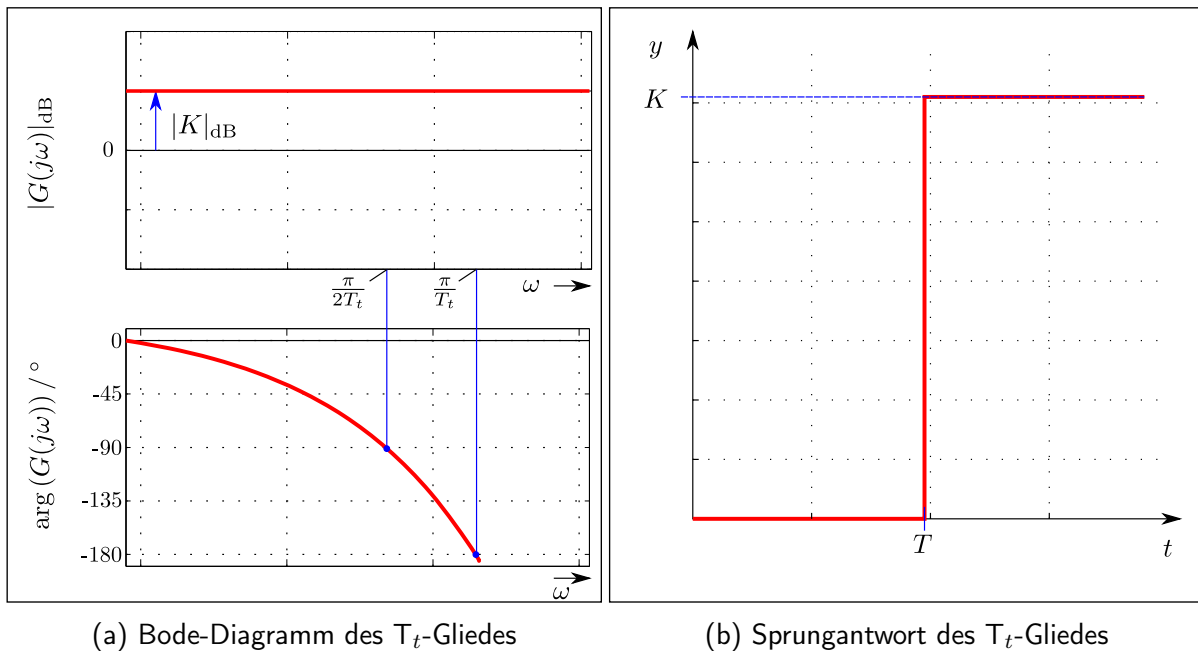 |G(jω)|dB
|K|dB
0
π/2Tt
π/Tt
ω
arg (G(jω)) / °
0
-45
-90
-135
-180
ω
(a) Bode-Diagramm des Tt-Gliedes
y
K
T
t
(b) Sprungantwort des Tt-Gliedes